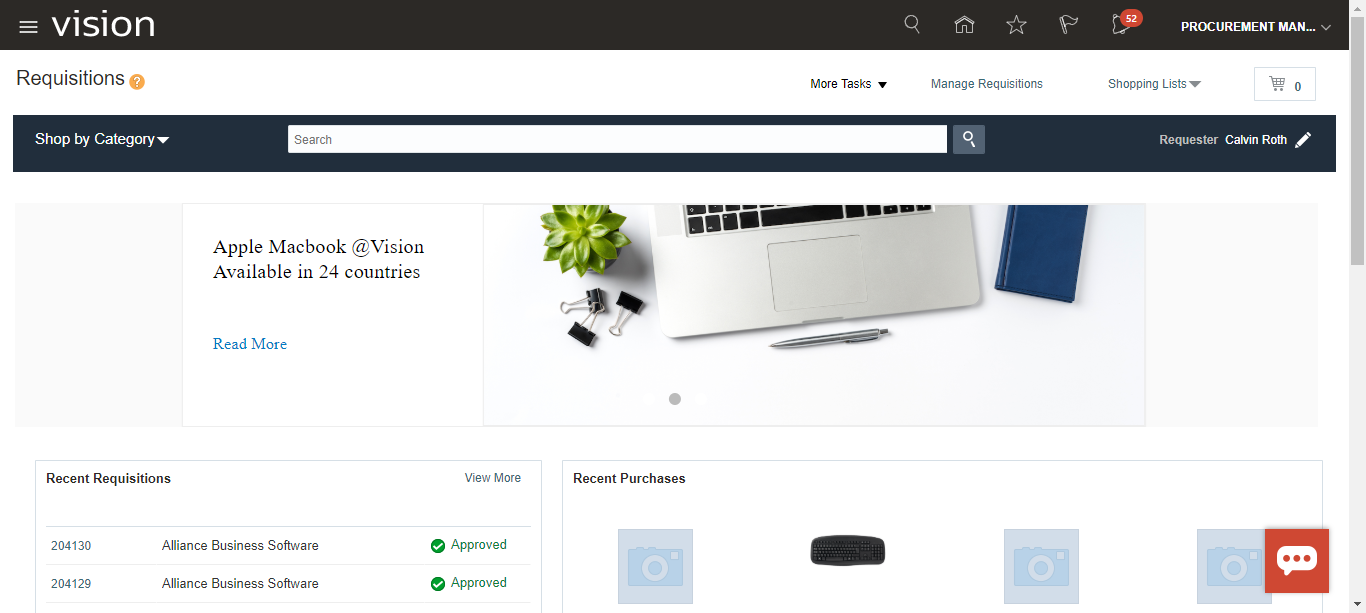 vision
52
PROCUREMENT MAN...
Requisitions ?
More Tasks
Manage Requisitions
Shopping Lists
0
Shop by Category
Search
Requester Calvin Roth
Apple Macbook @Vision
Available in 24 countries
Read More
Recent Requisitions
View More
204130 Alliance Business Software Approved
204129 Alliance Business Software Approved
Recent Purchases